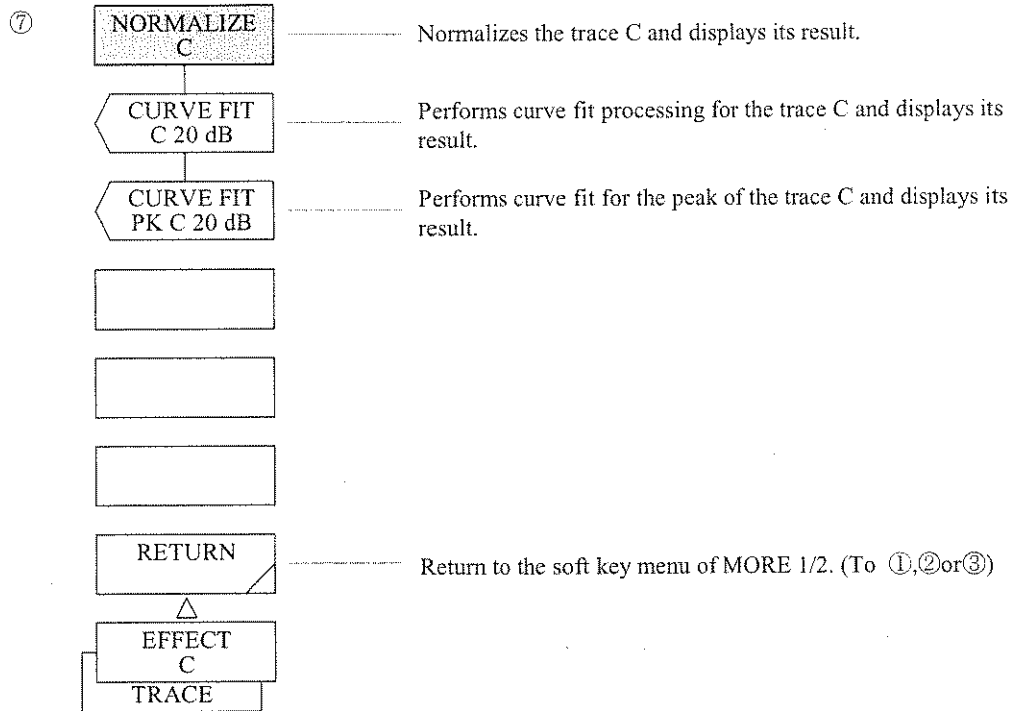 ⑦
NORMALIZE
C
Normalizes the trace C and displays its result.
CURVE FIT
C 20 dB
Performs curve fit processing for the trace C and displays its
result.
CURVE FIT
PK C 20 dB
Performs curve fit for the peak of the trace C and displays its
result.
RETURN
Return to the soft key menu of MORE 1/2. (To ①,②or③)
EFFECT
C
TRACE